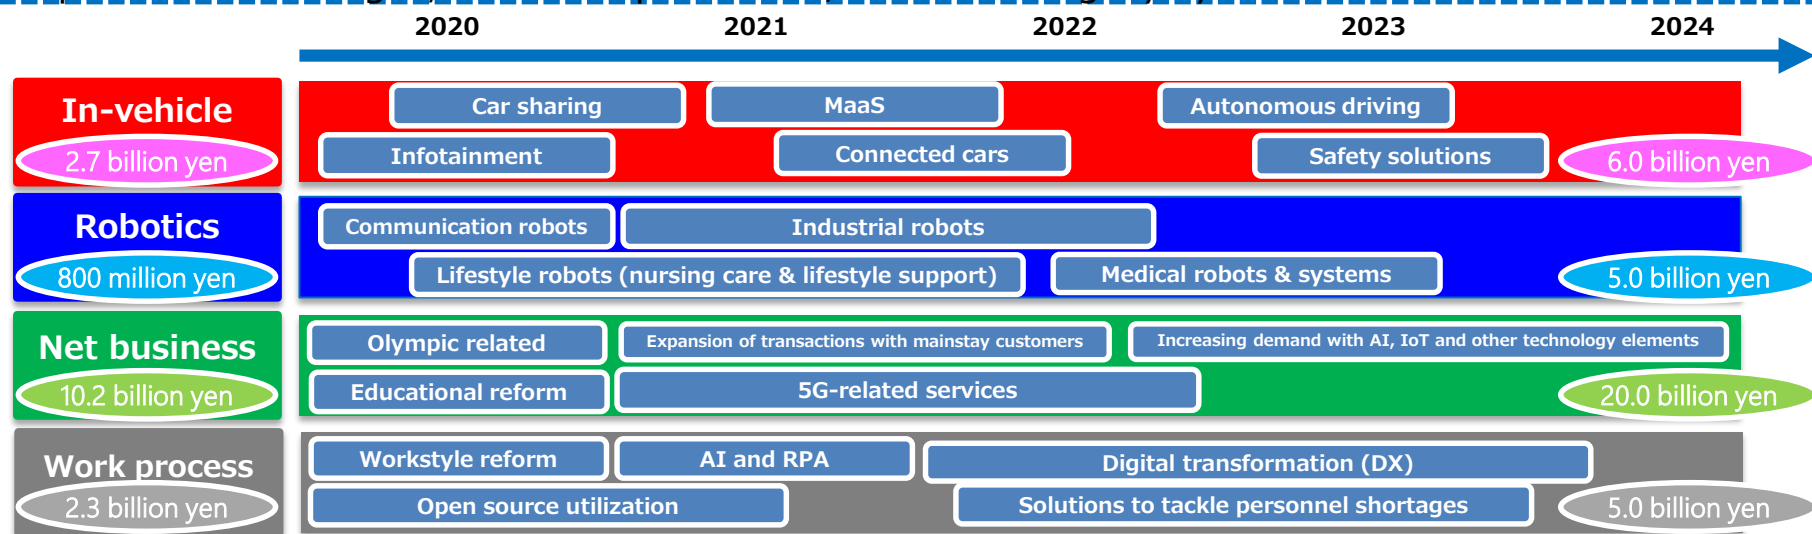 2020 2021 2022 2023 2024
In-vehicle
2.7 billion yen
Car sharing
MaaS
Autonomous driving
Infotainment
Connected cars
Safety solutions
6.0 billion yen
Robotics
800 million yen
Communication robots
Industrial robots
Lifestyle robots (nursing care & lifestyle support)
Medical robots & systems
5.0 billion yen
Net business
10.2 billion yen
Olympic related
Expansion of transactions with mainstay customers
Increasing demand with AI, IoT and other technology elements
Educational reform
5G-related services
20.0 billion yen
Work process
2.3 billion yen
Workstyle reform
AI and RPA
Digital transformation (DX)
Open source utilization
Solutions to tackle personnel shortages
5.0 billion yen